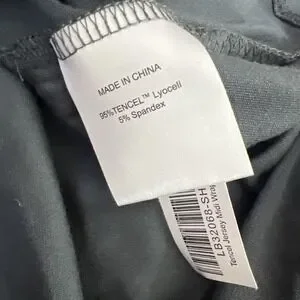 MADE IN CHINA
95%TENCEL™ Lyocell
5% Spandex
LB32068-SH
Tencel Jersey Midi Wrap